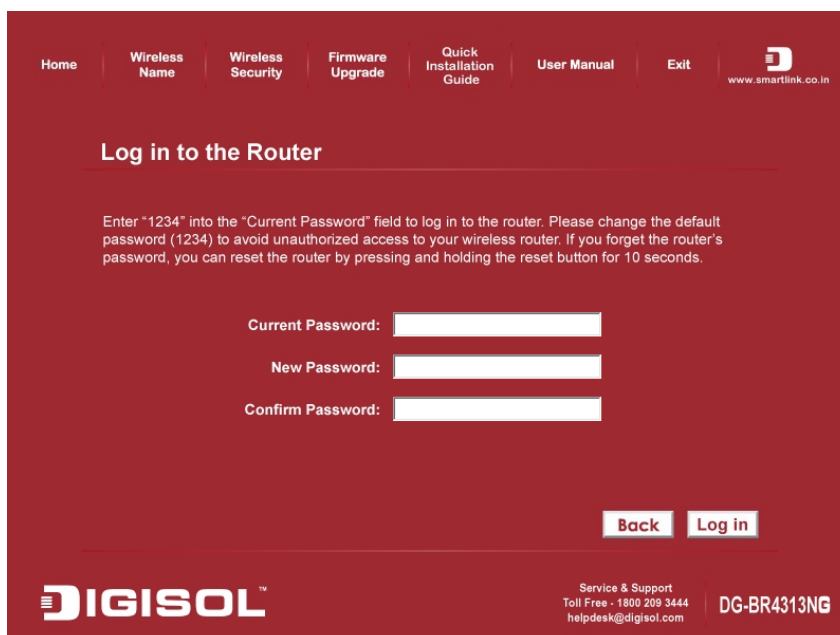 Home
Wireless
Name
Wireless
Security
Firmware
Upgrade
Quick
Installation
Guide
User Manual
Exit
www.smartlink.co.in
Log in to the Router
Enter “1234” into the “Current Password” field to log in to the router. Please change the default
password (1234) to avoid unauthorized access to your wireless router. If you forget the router’s
password, you can reset the router by pressing and holding the reset button for 10 seconds.
Current Password:
New Password:
Confirm Password:
Back
Log in
DIGISOL™
Service & Support
Toll Free - 1800 209 3444
helpdesk@digisol.com
DG-BR4313NG